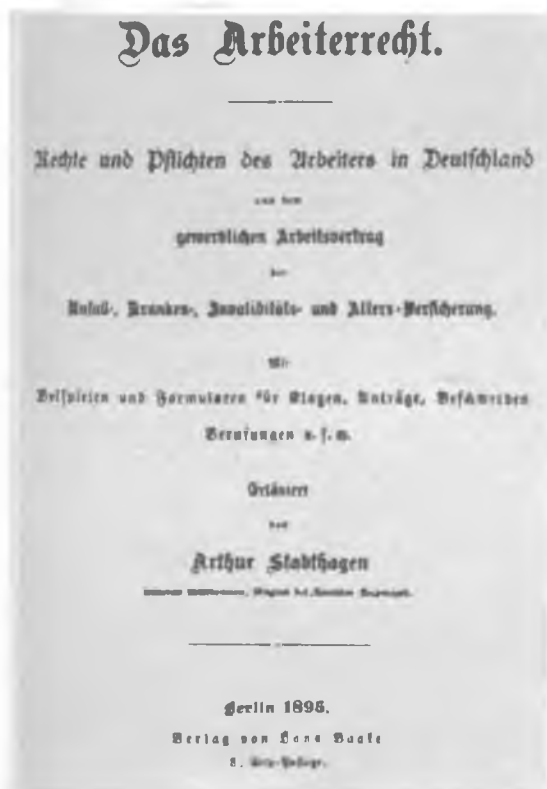 Das Arbeiterrecht.
Rechte und Pflichten des Arbeiters in Deutschland
aus dem
gewerblichen Arbeitsvertrag
der
Unfall-, Kranken-, Invaliditäts- und Alters-Versicherung.
Mit
Beispielen und Formularen für Klagen, Anträge, Beschwerden
Berufungen u. s. w.
Erläutert
von
Arthur Stadthagen
Mitglied des
Berlin 1895.
Verlag von Hans Baake